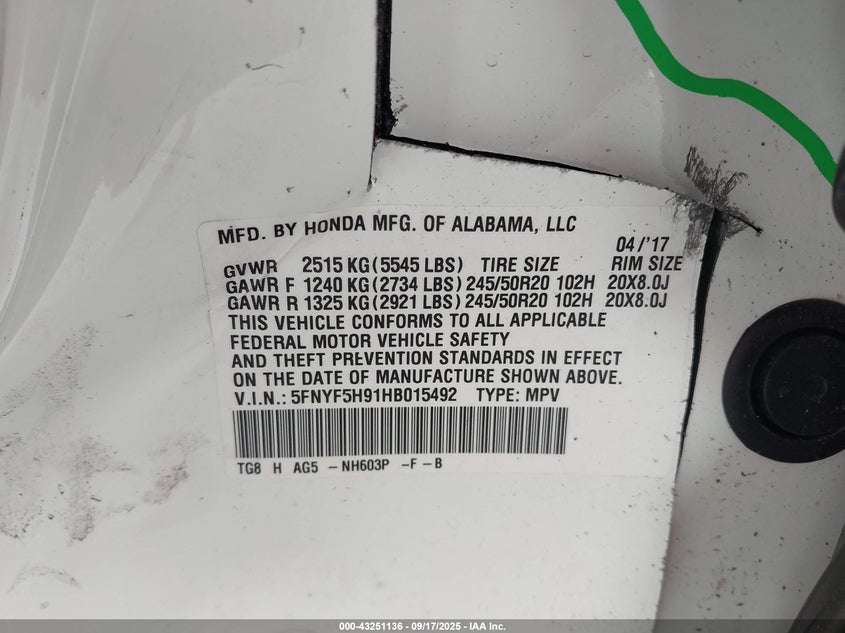 MFD. BY HONDA MFG. OF ALABAMA, LLC
04/'17
GVWR 2515 KG (5545 LBS) TIRE SIZE RIM SIZE
GAWR F 1240 KG (2734 LBS) 245/50R20 102H 20X8.0J
GAWR R 1325 KG (2921 LBS) 245/50R20 102H 20X8.0J
THIS VEHICLE CONFORMS TO ALL APPLICABLE
FEDERAL MOTOR VEHICLE SAFETY
AND THEFT PREVENTION STANDARDS IN EFFECT
ON THE DATE OF MANUFACTURE SHOWN ABOVE.
V.I.N.: 5FNYF5H91HB015492 TYPE: MPV
TG8 H AG5 - NH603P - F - B
000-43251136 - 09/17/2025 - IAA Inc.